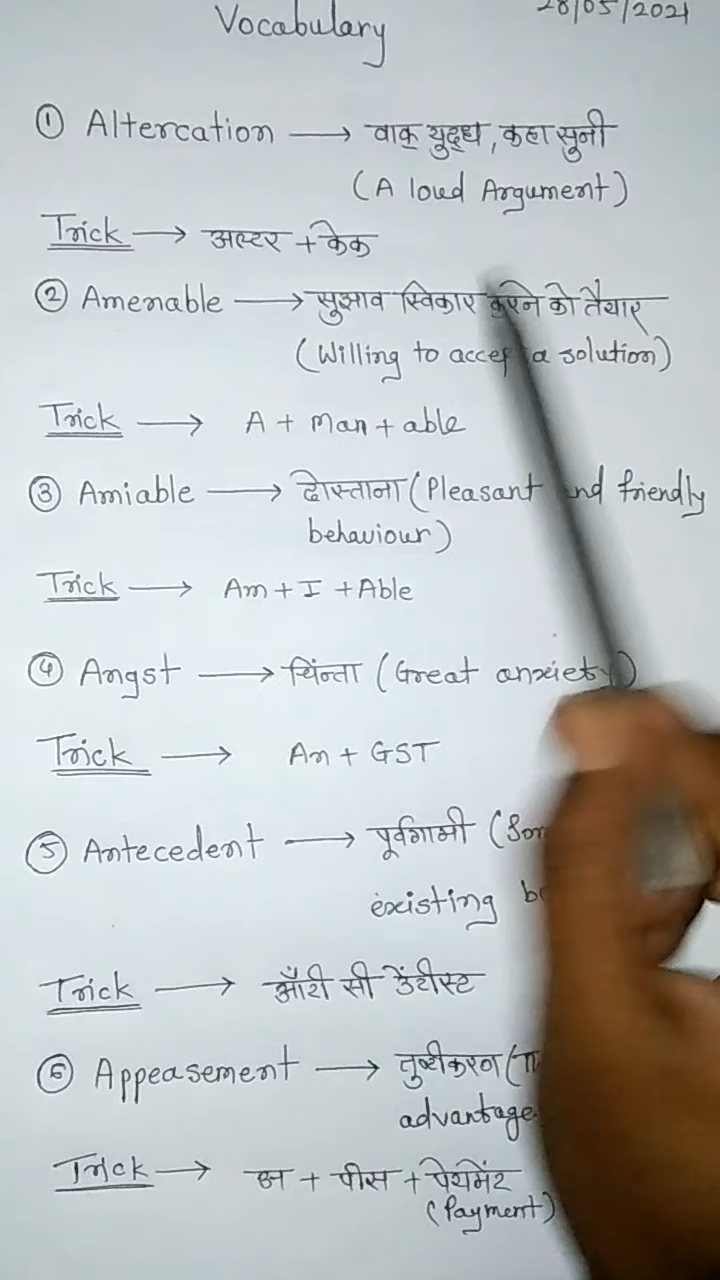 Vocabulary 28/05/2021
① Altercation → वाक् युद्ध, कहा सुनी
(A loud Argument)
Trick → अल्टर + केक
② Amenable → सुझाव स्विकार करने को तैयार
(Willing to accep a solution)
Trick → A + Man + able
③ Amiable → दोस्ताना (Pleasant nd friendly
behaviour)
Trick → Am + I + Able
④ Angst → चिंन्ता (Great anxiety)
Trick → An + GST
⑤ Antecedent → पूर्वगामी (
existing
Trick → आँटी सी डेंटीस्ट
⑥ Appeasement → तुष्टीकरण (
advantage
Trick → अ + पीस + पेयमेंट
(Payment)